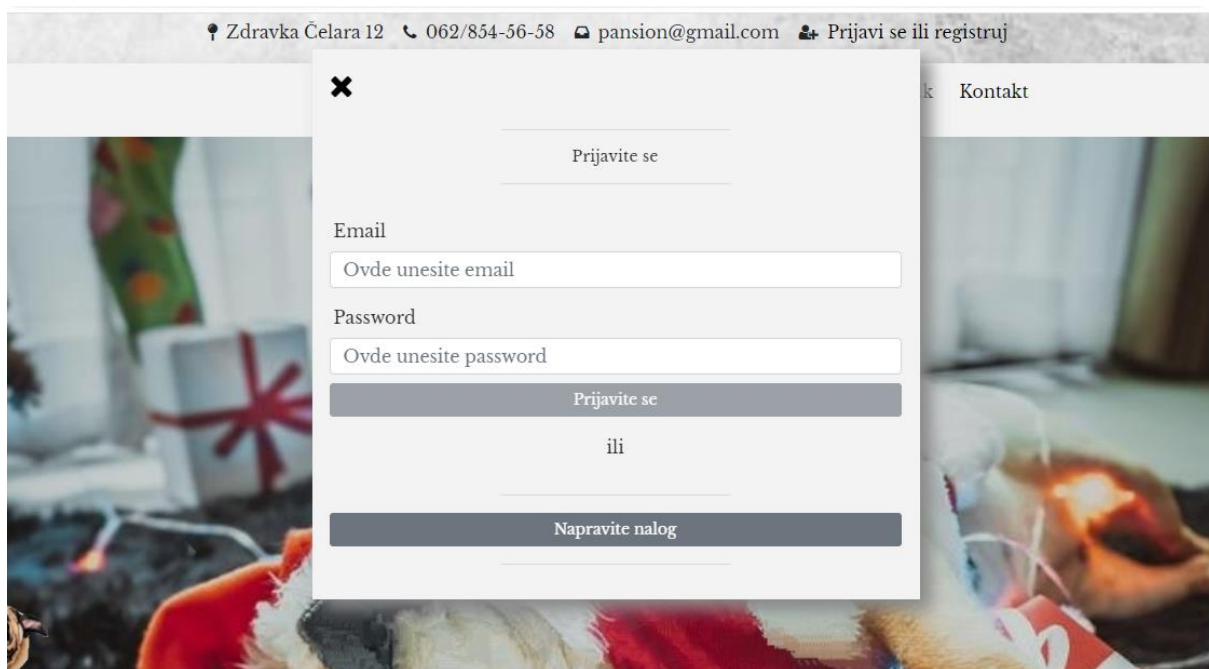 Zdravka Čelara 12 062/854-56-58 pansion@gmail.com Prijavi se ili registruj
Kontakt
Prijavite se
Email
Ovde unesite email
Password
Ovde unesite password
Prijavite se
ili
Napravite nalog